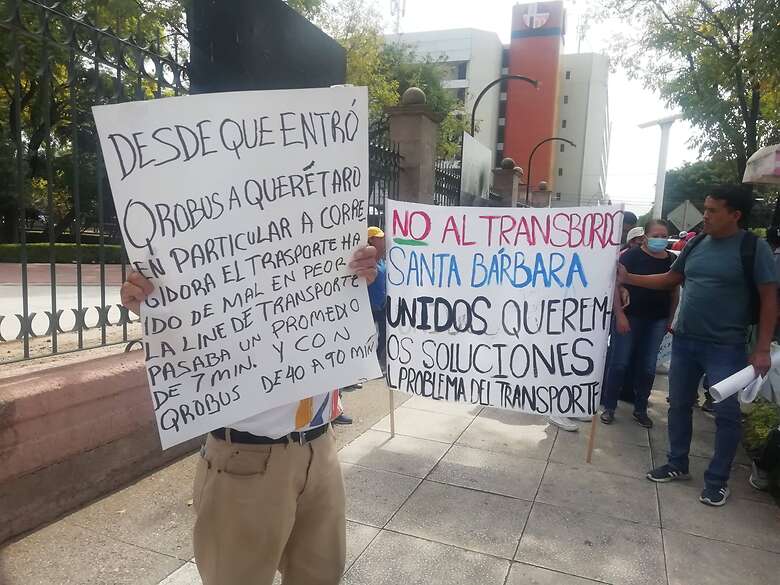 DESDE QUE ENTRÓ
QROBUS A QUERÉTARO
EN PARTICULAR A CORRE
GIDORA EL TRASPORTE HA
IDO DE MAL EN PEOR
LA LINE DE TRANSPORTE
PASABA UN PROMEDIO
DE 7 MIN. Y CON
QROBUS DE 40 A 90 MIN
NO AL TRANSBORDO
SANTA BÁRBARA
UNIDOS QUEREM-
OS SOLUCIONES
L PROBLEMA DEL TRANSPORTE